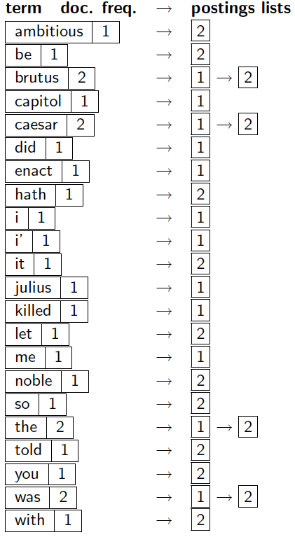 term doc. freq. → postings lists
ambitious 1 → 2
be 1 → 2
brutus 2 → 1 → 2
capitol 1 → 1
caesar 2 → 1 → 2
did 1 → 1
enact 1 → 1
hath 1 → 2
i 1 → 1
i' 1 → 1
it 1 → 2
julius 1 → 1
killed 1 → 1
let 1 → 2
me 1 → 1
noble 1 → 2
so 1 → 2
the 2 → 1 → 2
told 1 → 2
you 1 → 2
was 2 → 1 → 2
with 1 → 2